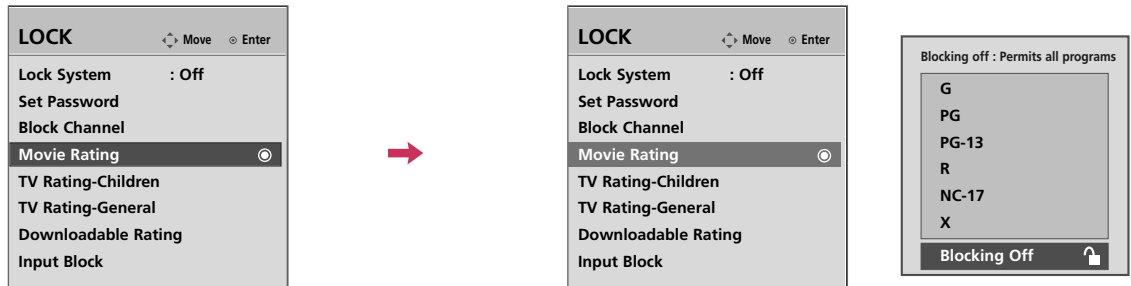 LOCK Move Enter
Lock System : Off
Set Password
Block Channel
Movie Rating
TV Rating-Children
TV Rating-General
Downloadable Rating
Input Block
LOCK Move Enter
Lock System : Off
Set Password
Block Channel
Movie Rating
TV Rating-Children
TV Rating-General
Downloadable Rating
Input Block
Blocking off : Permits all programs
G
PG
PG-13
R
NC-17
X
Blocking Off